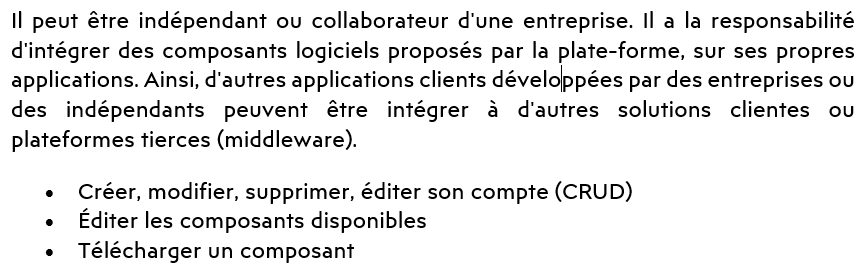 Il peut être indépendant ou collaborateur d'une entreprise. Il a la responsabilité
d'intégrer des composants logiciels proposés par la plate-forme, sur ses propres
applications. Ainsi, d'autres applications clients développées par des entreprises ou
des indépendants peuvent être intégrer à d'autres solutions clientes ou
plateformes tierces (middleware).
• Créer, modifier, supprimer, éditer son compte (CRUD)
• Éditer les composants disponibles
• Télécharger un composant